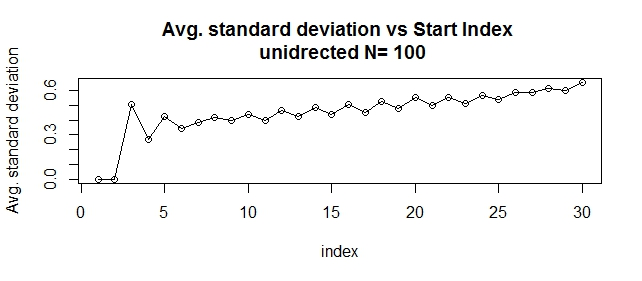 Avg. standard deviation vs Start Index
unidrected N= 100
Avg. standard deviation
0.6
0.3
0.0
0 5 10 15 20 25 30
index